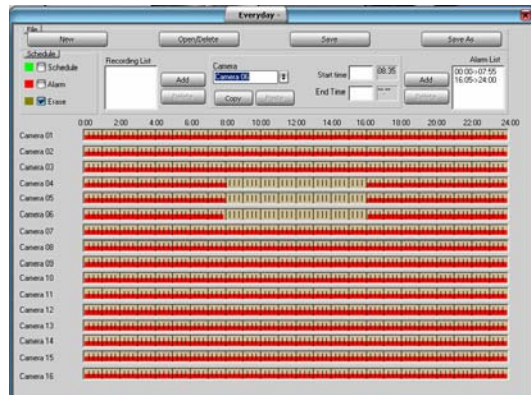 Everyday -
File
New Open/Delete Save Save As
Schedule
Schedule
Alarm
Erase
Recording List
Add
Delete
Camera
Camera 06
Copy Paste
Start time 08:35
End Time --:--
Add
Delete
Alarm List
00:00->07:55
16:05->24:00
0:00 2:00 4:00 6:00 8:00 10:00 12:00 14:00 16:00 18:00 20:00 22:00 24:00
Camera 01
Camera 02
Camera 03
Camera 04
Camera 05
Camera 06
Camera 07
Camera 08
Camera 09
Camera 10
Camera 11
Camera 12
Camera 13
Camera 14
Camera 15
Camera 16